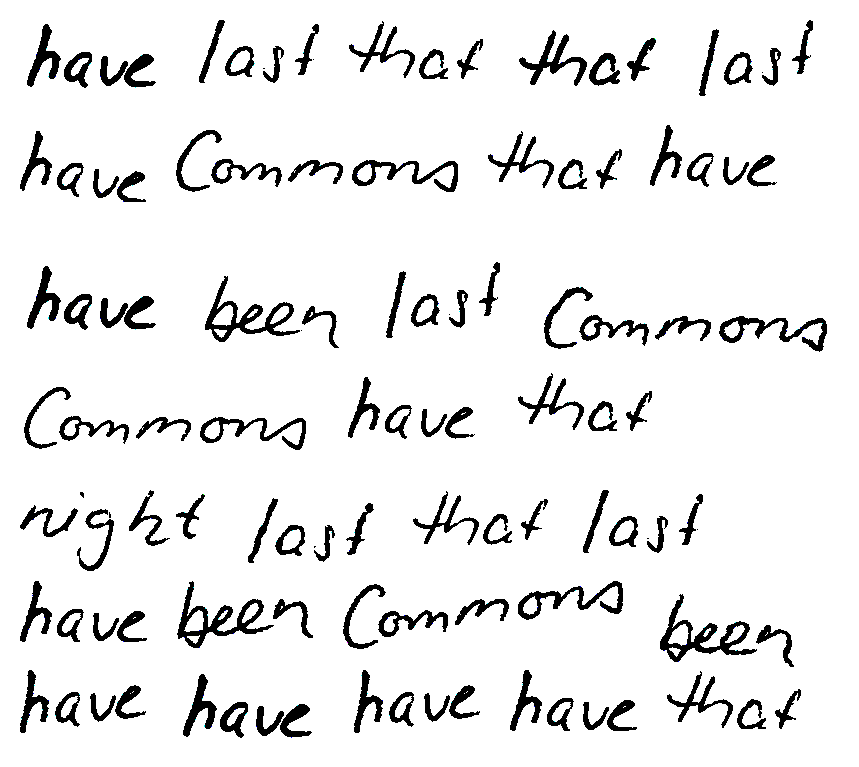 have last that that last
have Commons that have
have been last Commons
Commons have that
night last that last
have been Commons been
have have have have that